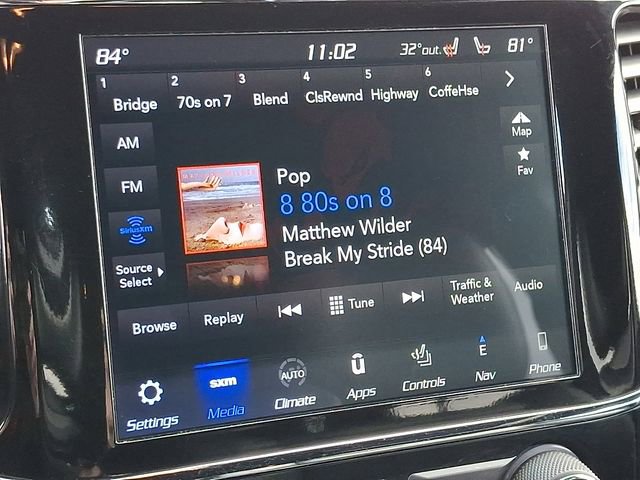 84° 11:02 32°out. 81°
1 Bridge 2 70s on 7 3 Blend 4 ClsRewnd 5 Highway 6 CoffeHse
AM
Map
FM
Fav
Pop
8 80s on 8
SiriusXM
Matthew Wilder
Break My Stride (84)
Source
Select
Browse Replay Tune Traffic &
Weather Audio
AUTO E
sxm
Settings Media Climate Apps Controls Nav Phone